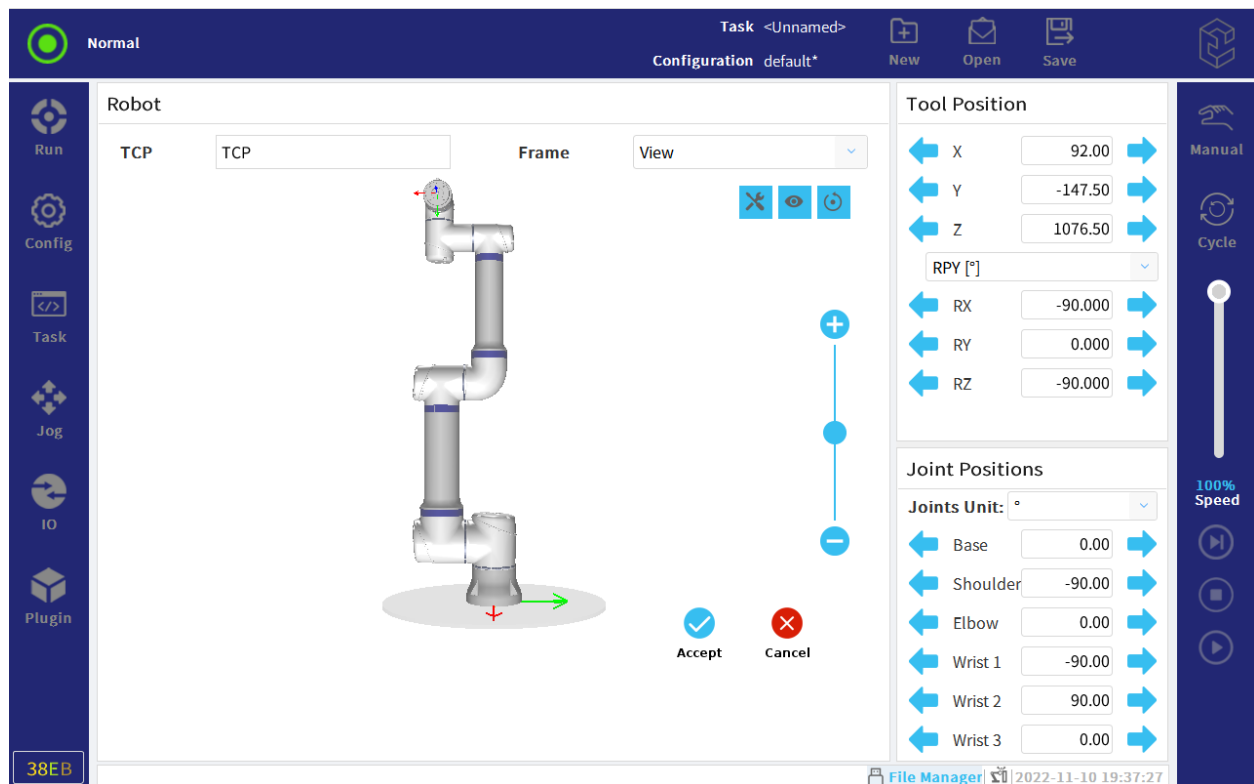 Normal
Task <Unnamed>
Configuration default*
New
Open
Save
Run
Config
Task
Jog
IO
Plugin
38EB
Robot
TCP TCP
Frame View
Accept
Cancel
Tool Position
X 92.00
Y -147.50
Z 1076.50
RPY [°]
RX -90.000
RY 0.000
RZ -90.000
Joint Positions
Joints Unit: °
Base 0.00
Shoulder -90.00
Elbow 0.00
Wrist 1 -90.00
Wrist 2 90.00
Wrist 3 0.00
Manual
Cycle
100%
Speed
File Manager 2022-11-10 19:37:27